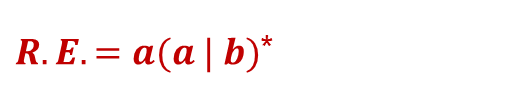 R. E. = a(a | b)*